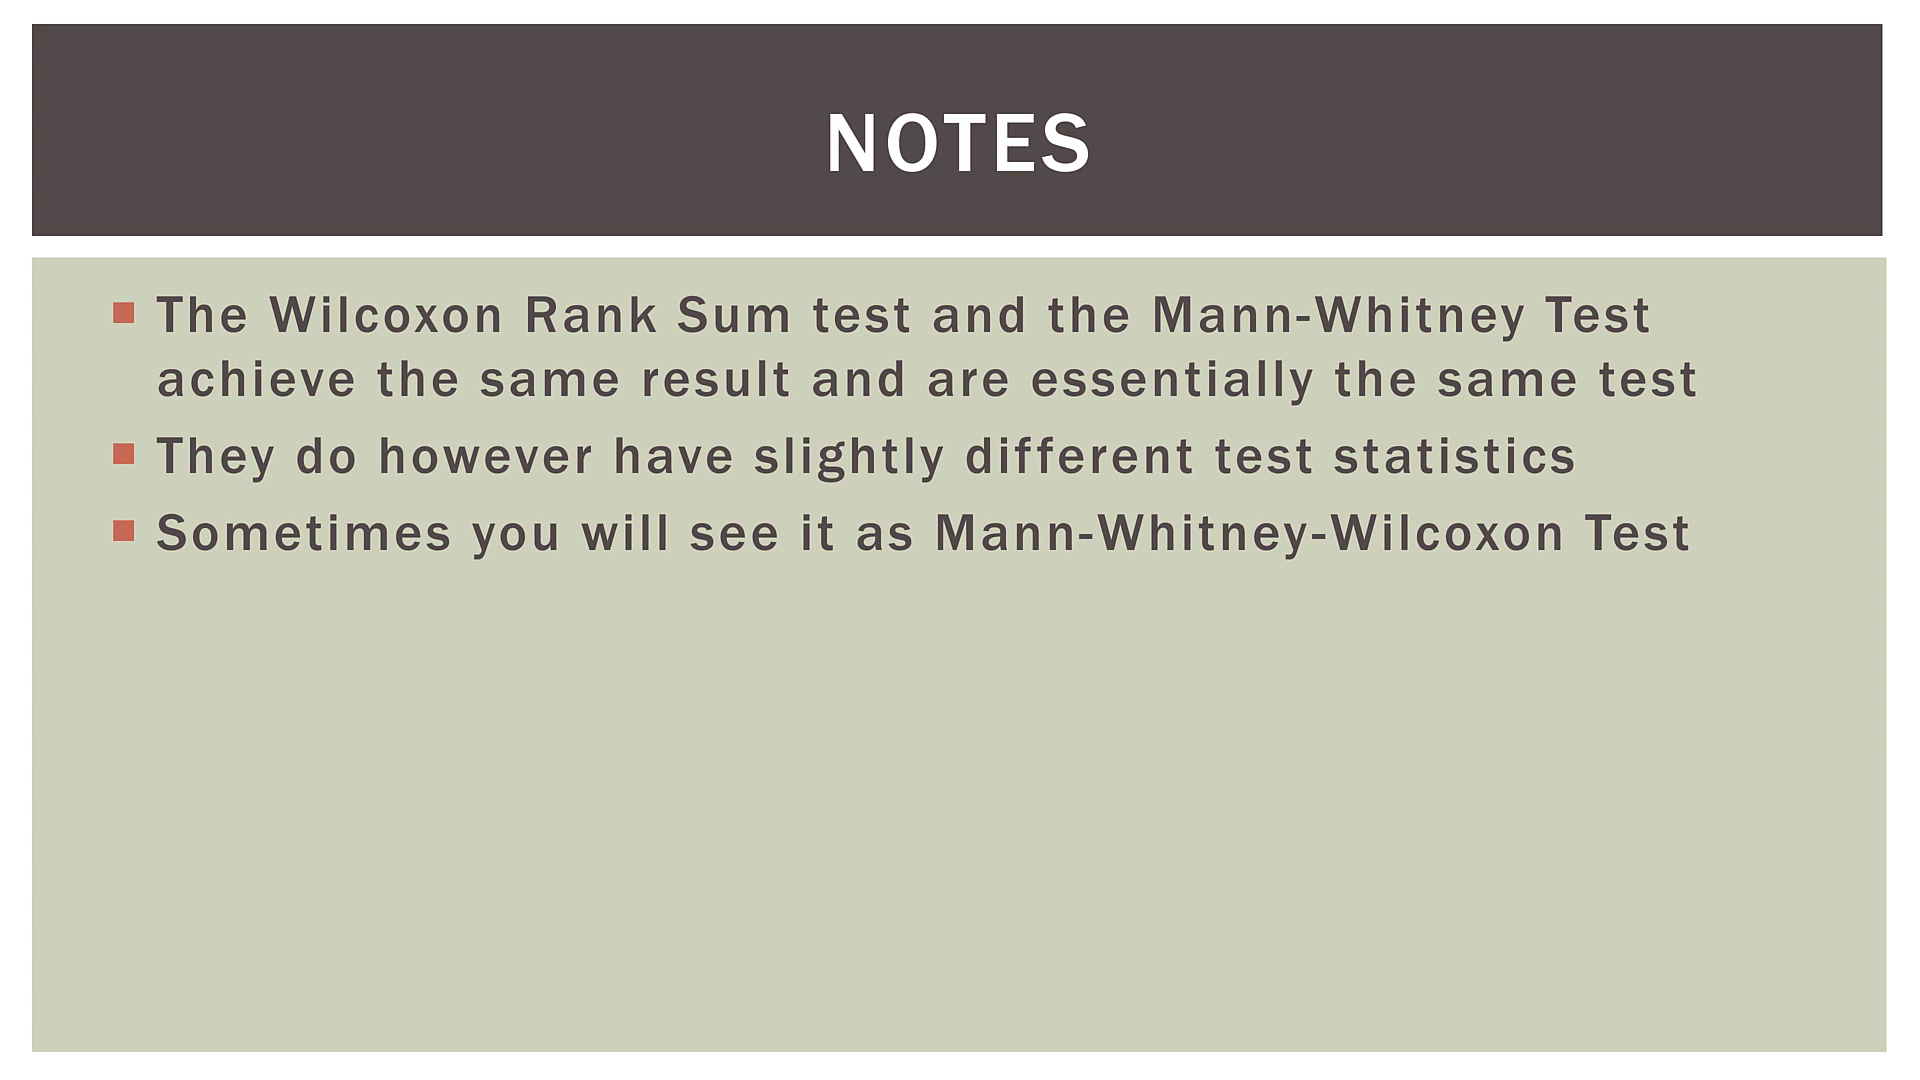 NOTES
The Wilcoxon Rank Sum test and the Mann-Whitney Test
achieve the same result and are essentially the same test
They do however have slightly different test statistics
Sometimes you will see it as Mann-Whitney-Wilcoxon Test